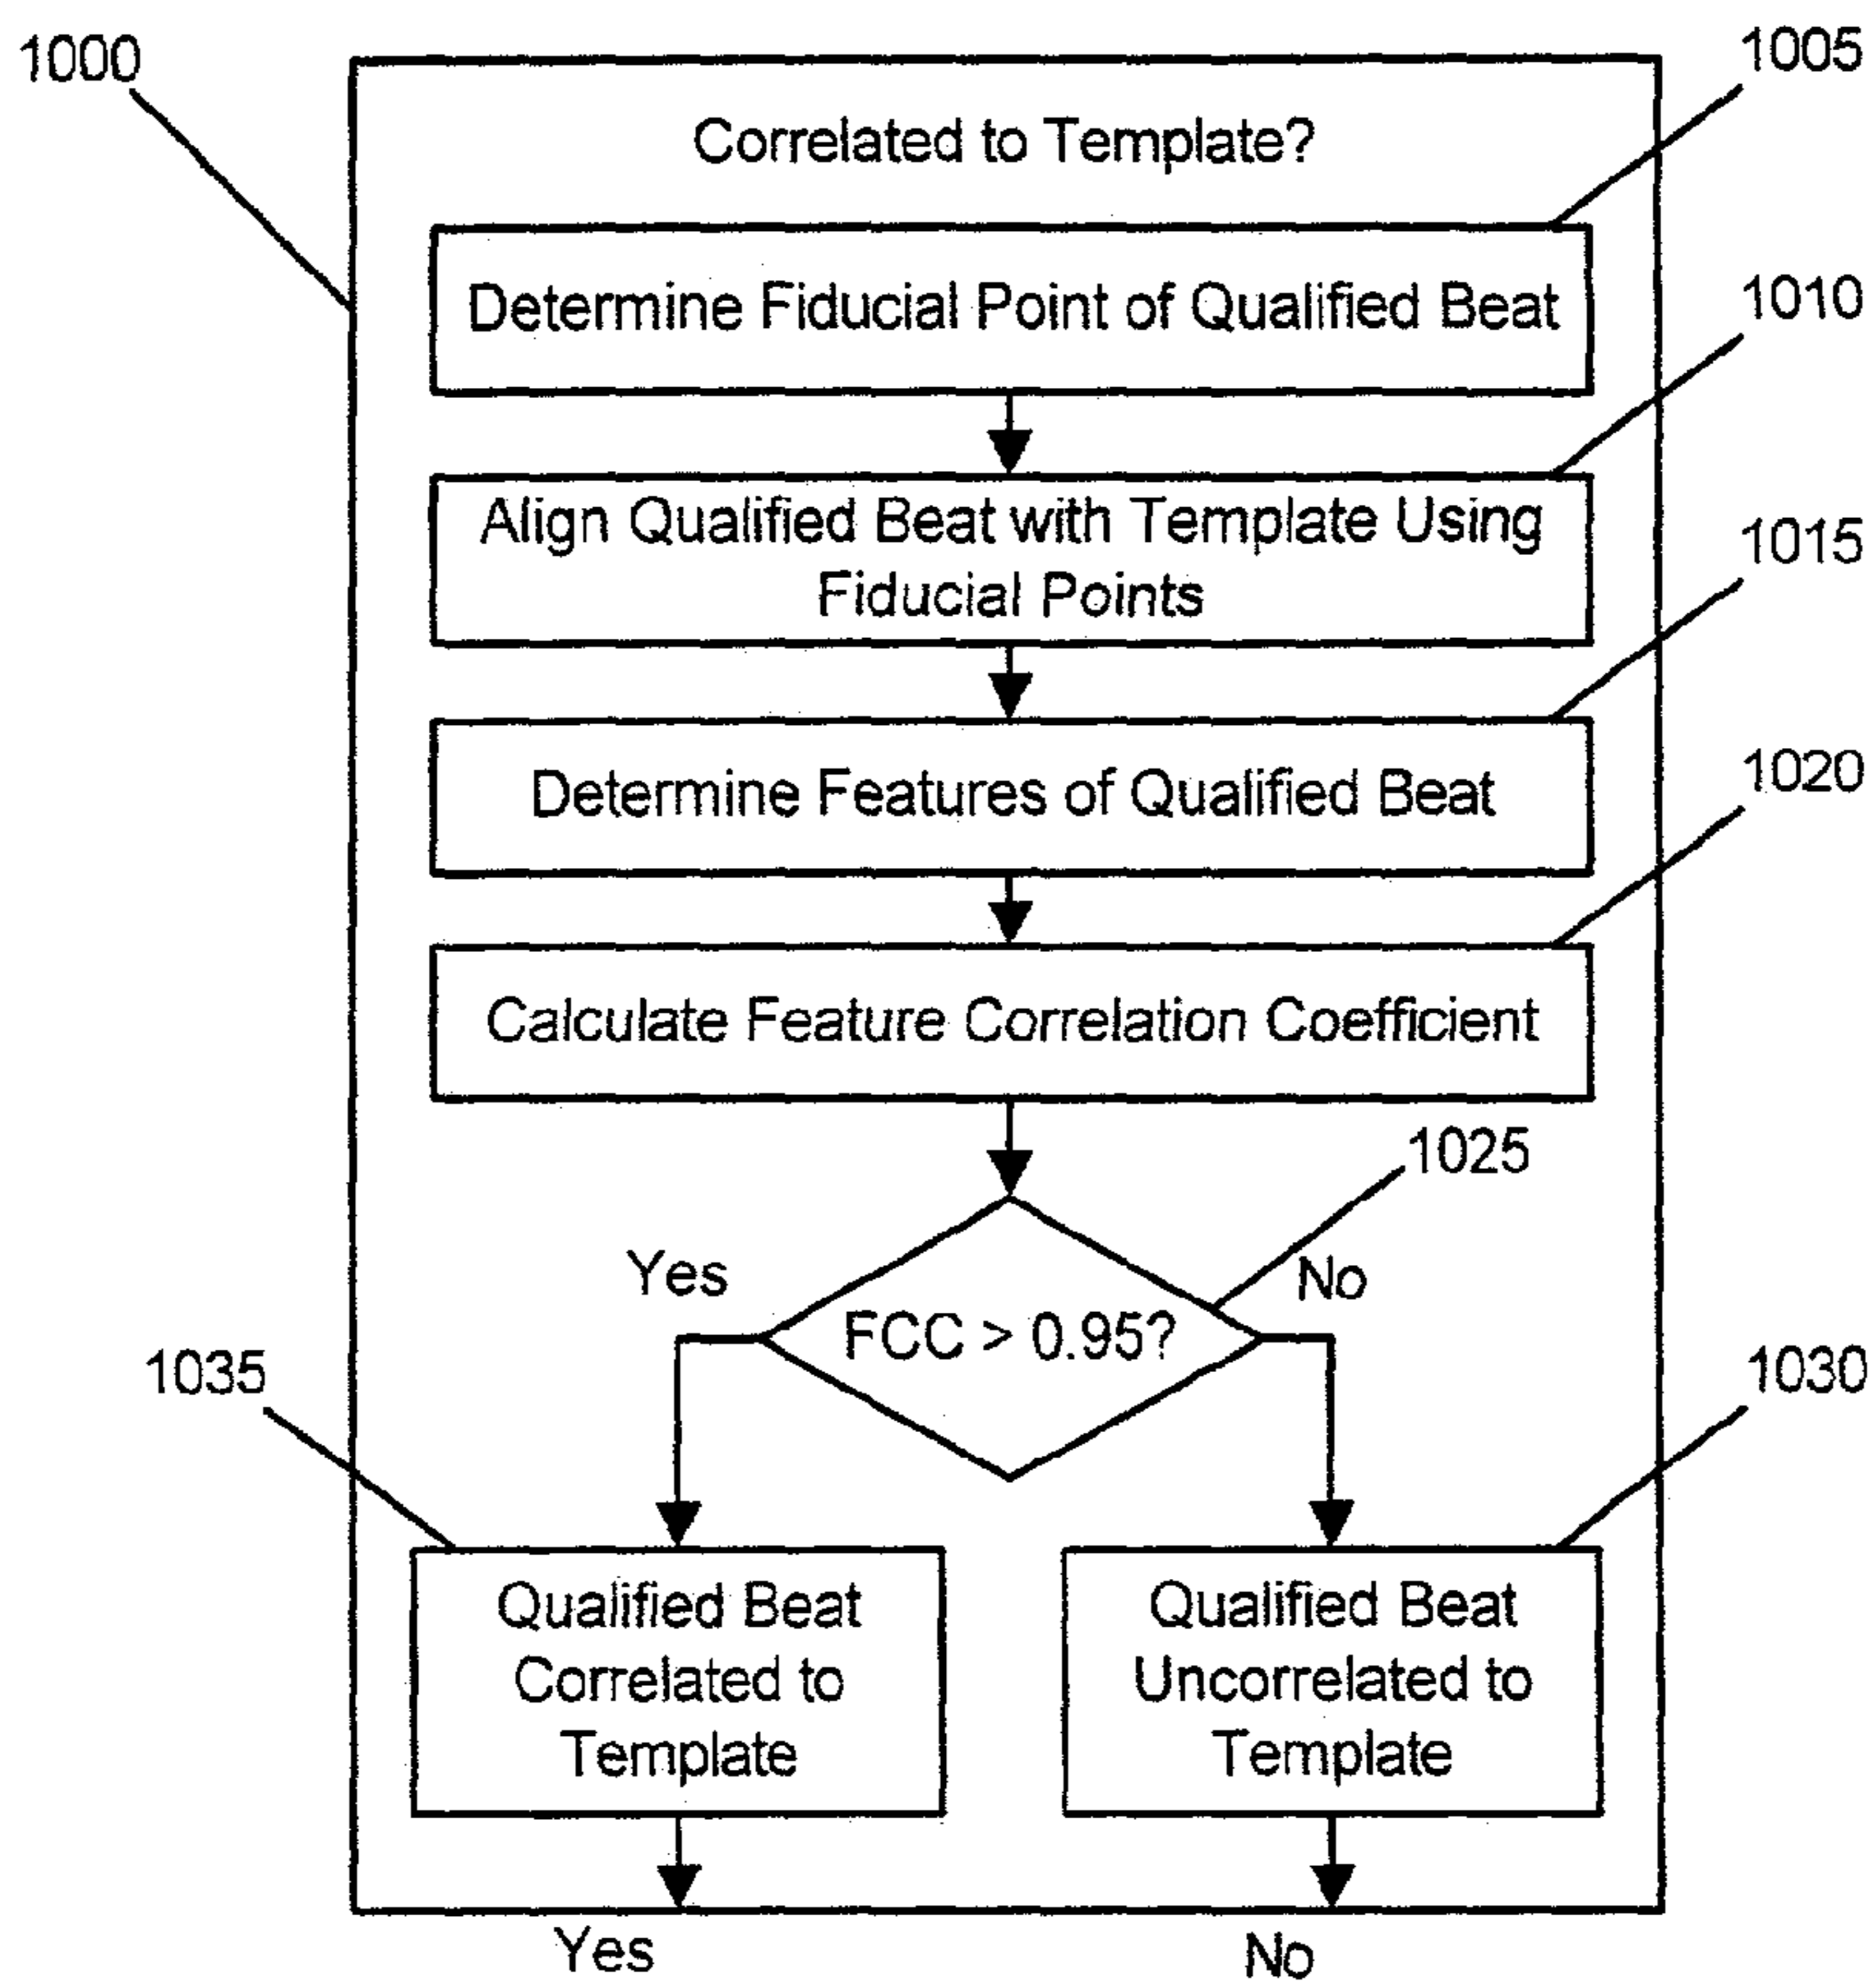 1000
1005
Correlated to Template?
Determine Fiducial Point of Qualified Beat
1010
Align Qualified Beat with Template Using
Fiducial Points
1015
Determine Features of Qualified Beat
1020
Calculate Feature Correlation Coefficient
1025
Yes
No
FCC > 0.95?
1035
1030
Qualified Beat
Correlated to
Template
Qualified Beat
Uncorrelated to
Template
Yes
No